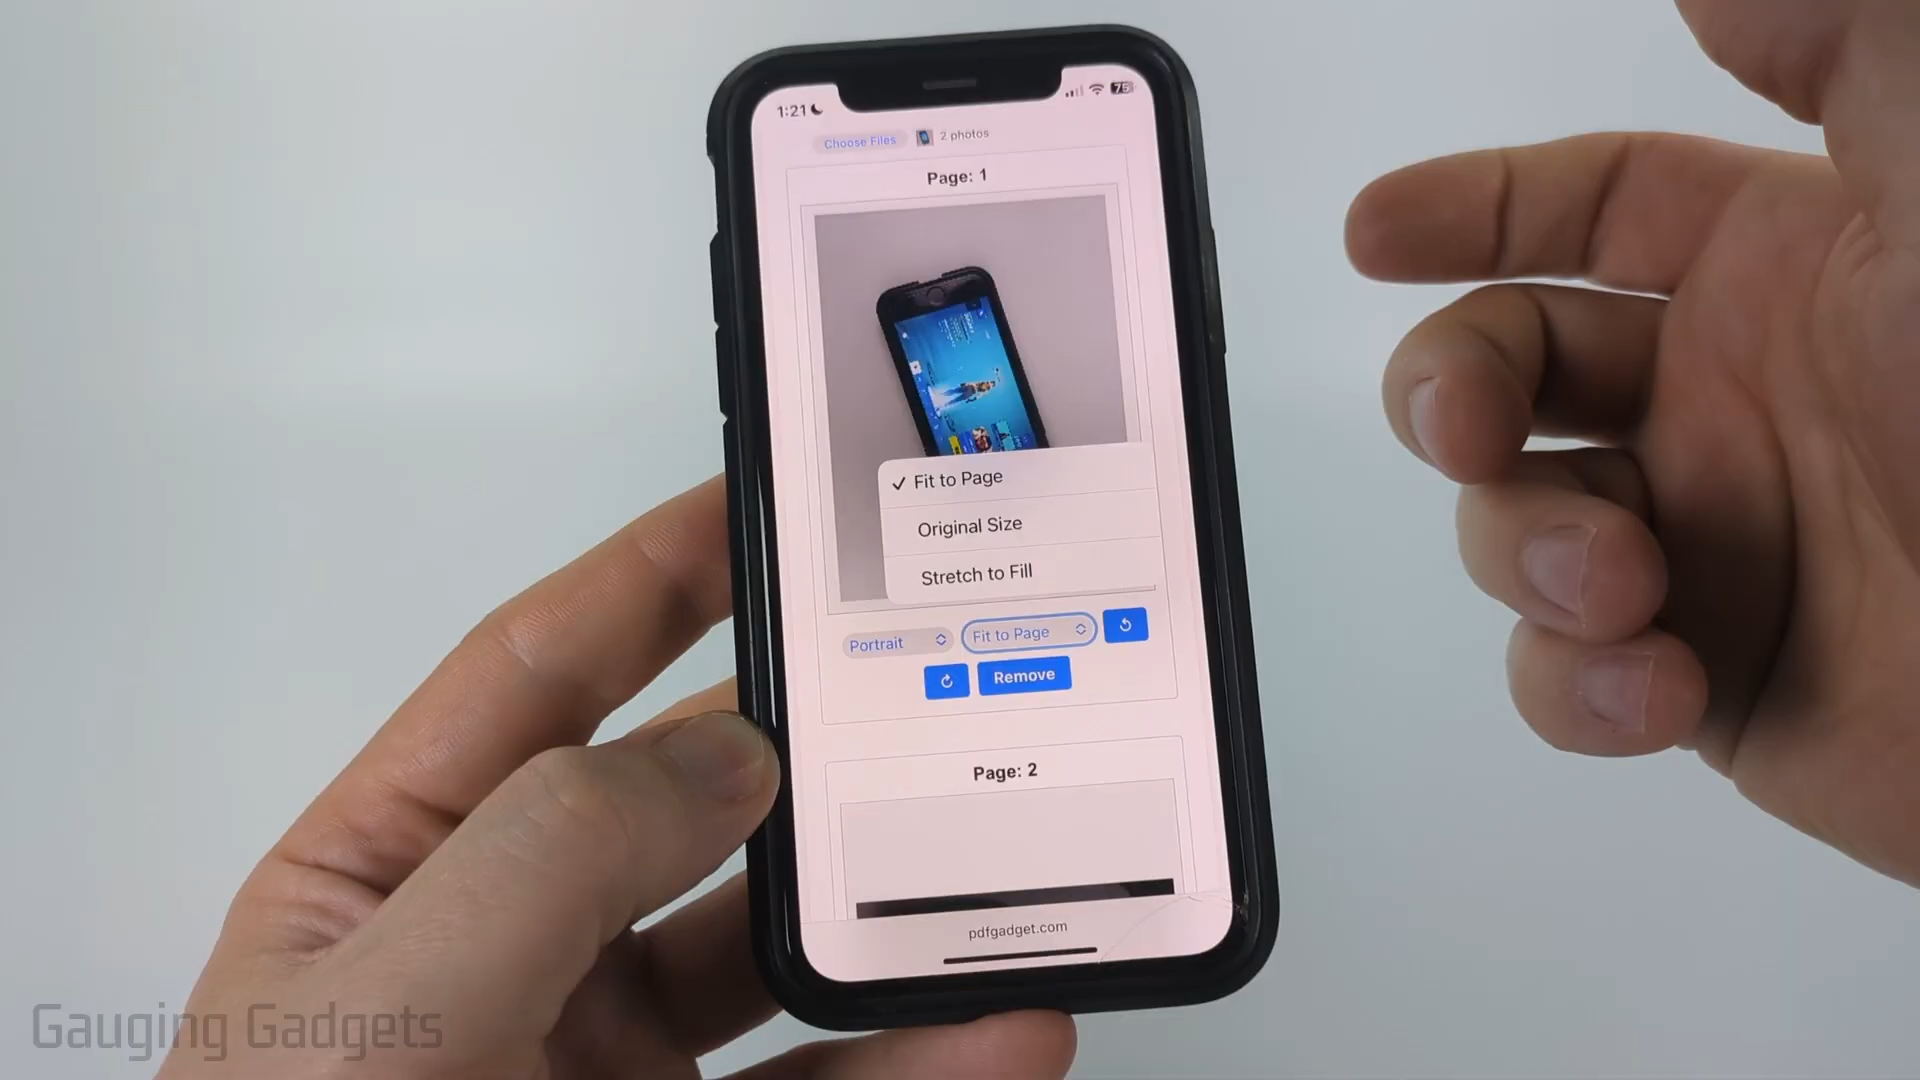 1:21
75
Choose Files
2 photos
Page: 1
✓ Fit to Page
Original Size
Stretch to Fill
Portrait
Fit to Page
Remove
Page: 2
pdfgadget.com
Gauging Gadgets